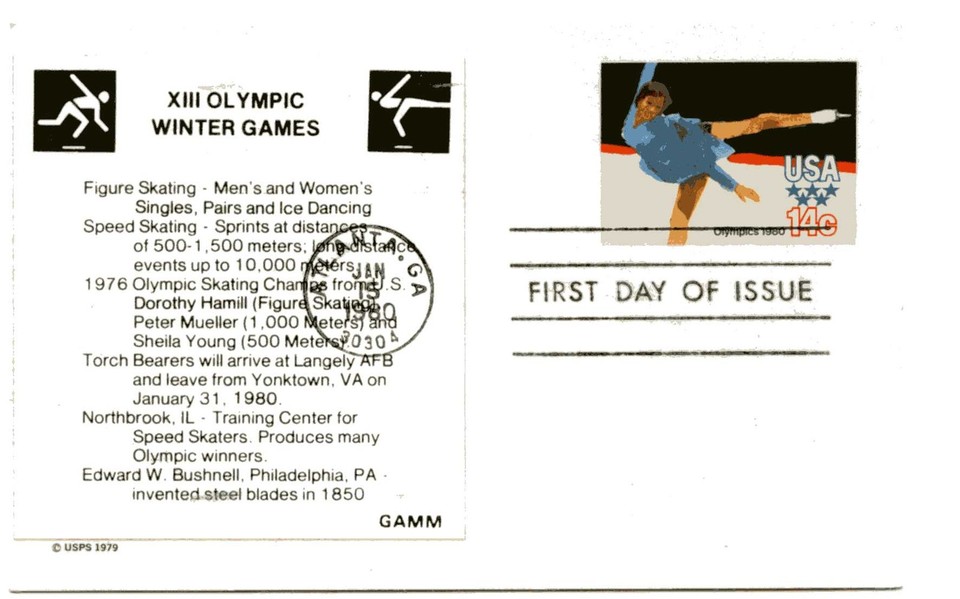 XIII OLYMPIC
WINTER GAMES
Figure Skating - Men's and Women's
Singles, Pairs and Ice Dancing
Speed Skating - Sprints at distances
of 500-1,500 meters; long distance
events up to 10,000 meters.
1976 Olympic Skating Champs from U.S. -
Dorothy Hamill (Figure Skating)
Peter Mueller (1,000 Meters) and
Sheila Young (500 Meters)
Torch Bearers will arrive at Langely AFB
and leave from Yonktown, VA on
January 31, 1980.
Northbrook, IL - Training Center for
Speed Skaters. Produces many
Olympic winners.
Edward W. Bushnell, Philadelphia, PA -
invented steel blades in 1850
GAMM
© USPS 1979
ATLANTA, GA
JAN
15
1980
30304
USA
14c
Olympics 1980
FIRST DAY OF ISSUE